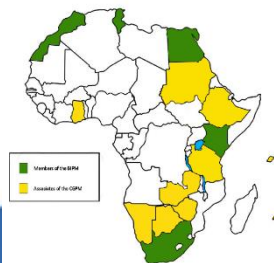 Members of the BIPM
Associates of the CGPM